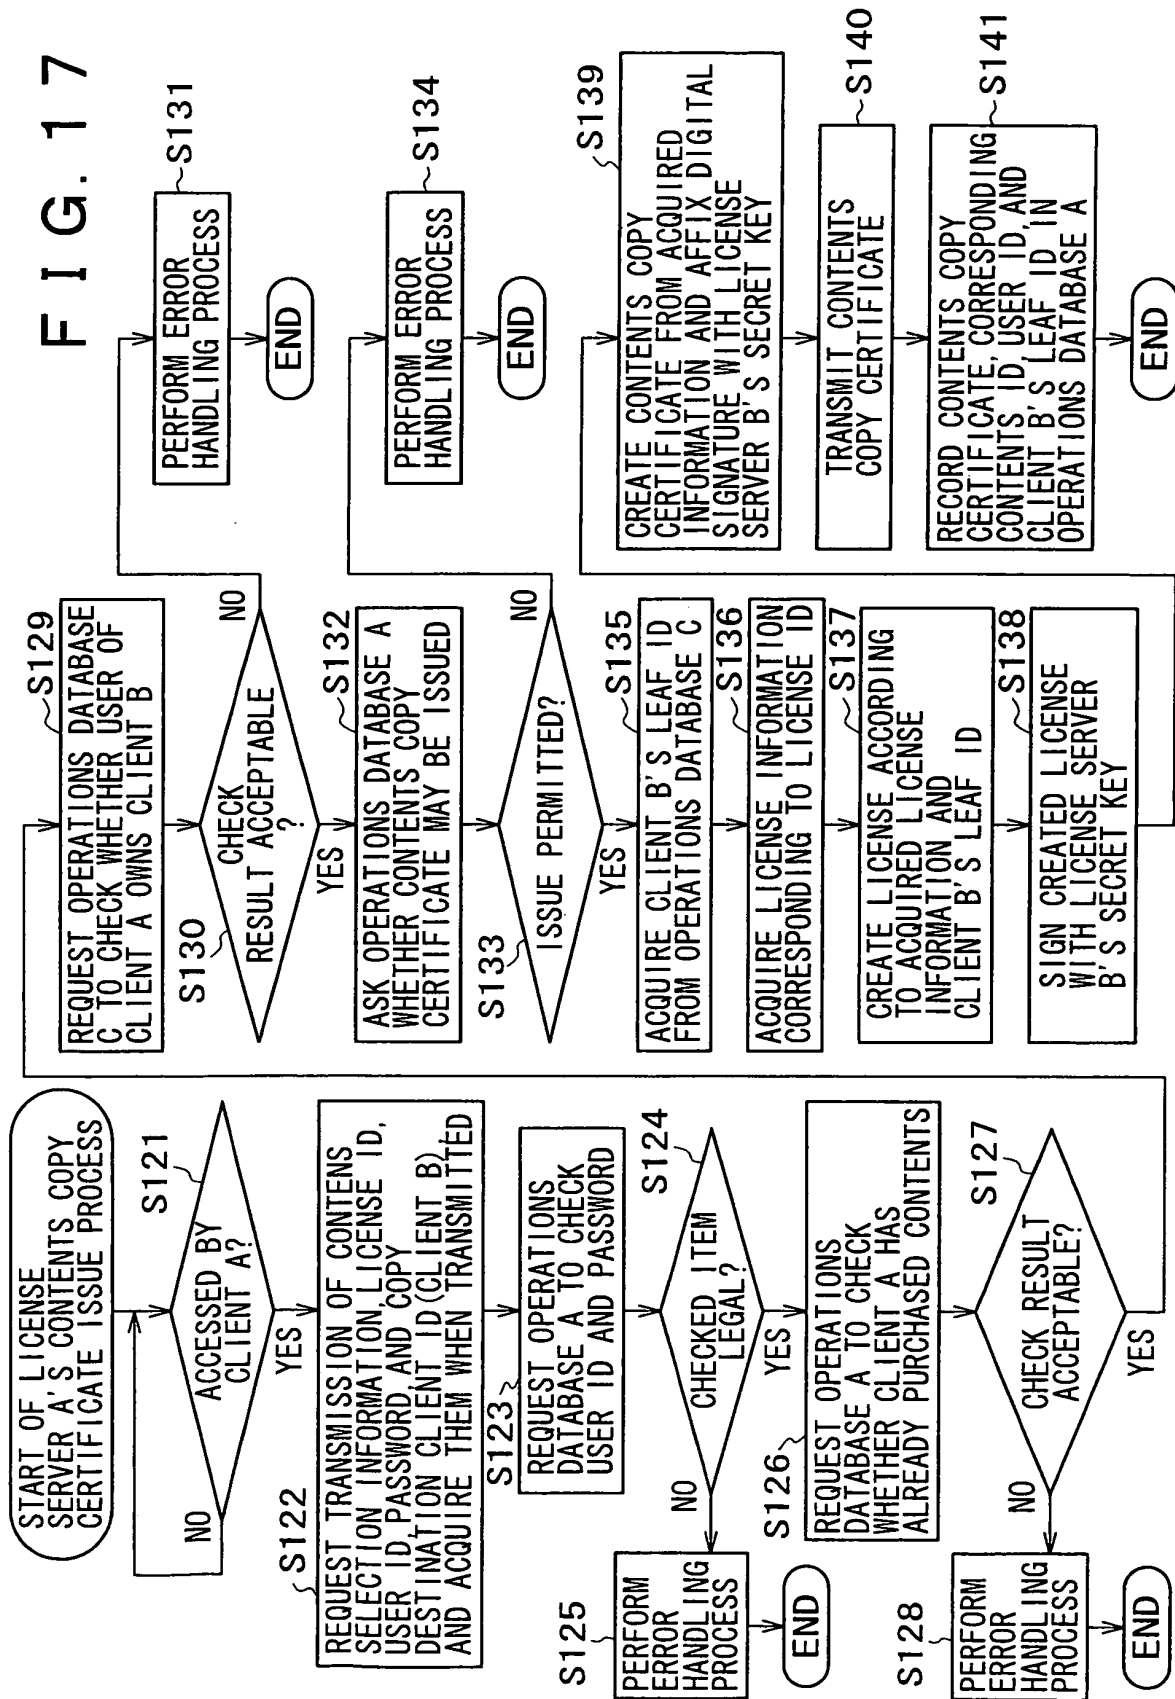 FIG. 17
START OF LICENSE
SERVER A'S CONTENTS COPY
CERTIFICATE ISSUE PROCESS
S121
ACCESSED BY
CLIENT A?
NO
YES
S122
REQUEST TRANSMISSION OF CONTENS
SELECTION INFORMATION, LICENSE ID,
USER ID, PASSWORD AND COPY
DESTINATION CLIENT ID (CLIENT B),
AND ACQUIRE THEM WHEN TRANSMITTED
S123
REQUEST OPERATIONS
DATABASE A TO CHECK
USER ID AND PASSWORD
S124
CHECKED ITEM
LEGAL?
NO
YES
S125
PERFORM
ERROR
HANDLING
PROCESS
END
S126
REQUEST OPERATIONS
DATABASE A TO CHECK
WHETHER CLIENT A HAS
ALREADY PURCHASED CONTENTS
S127
CHECK RESULT
ACCEPTABLE?
NO
YES
S128
PERFORM
ERROR
HANDLING
PROCESS
END
S129
REQUEST OPERATIONS DATABASE
C TO CHECK WHETHER USER OF
CLIENT A OWNS CLIENT B
S130
CHECK
RESULT ACCEPTABLE
?
NO
YES
S131
PERFORM ERROR
HANDLING PROCESS
END
S132
ASK OPERATIONS DATABASE A
WHETHER CONTENTS COPY
CERTIFICATE MAY BE ISSUED
S133
ISSUE PERMITTED?
NO
YES
S134
PERFORM ERROR
HANDLING PROCESS
END
S135
ACQUIRE CLIENT B'S LEAF ID
FROM OPERATIONS DATABASE C
S136
ACQUIRE LICENSE INFORMATION
CORRESPONDING TO LICENSE ID
S137
CREATE LICENSE ACCORDING
TO ACQUIRED LICENSE
INFORMATION AND
CLIENT B'S LEAF ID
S138
SIGN CREATED LICENSE
WITH LICENSE SERVER
B'S SECRET KEY
S139
CREATE CONTENTS COPY
CERTIFICATE FROM ACQUIRED
INFORMATION AND AFFIX DIGITAL
SIGNATURE WITH LICENSE
SERVER B'S SECRET KEY
S140
TRANSMIT CONTENTS
COPY CERTIFICATE
S141
RECORD CONTENTS COPY
CERTIFICATE, CORRESPONDING
CONTENTS ID, USER ID, AND
CLIENT B'S LEAF ID IN
OPERATIONS DATABASE A
END